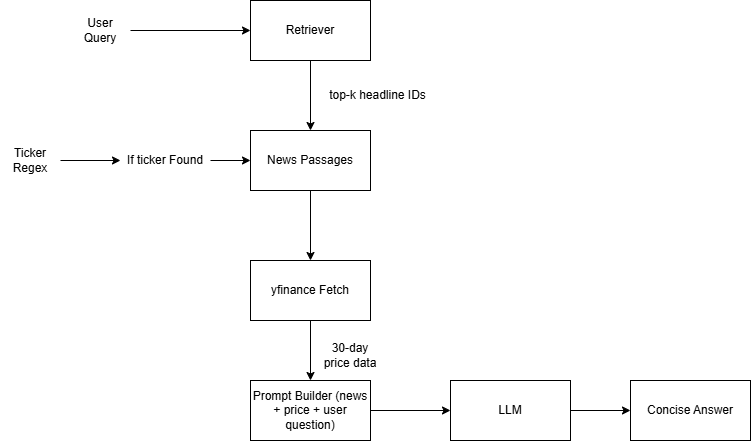 User
Query
Retriever
top-k headline IDs
Ticker
Regex
If ticker Found
News Passages
yfinance Fetch
30-day
price data
Prompt Builder (news
+ price + user
question)
LLM
Concise Answer